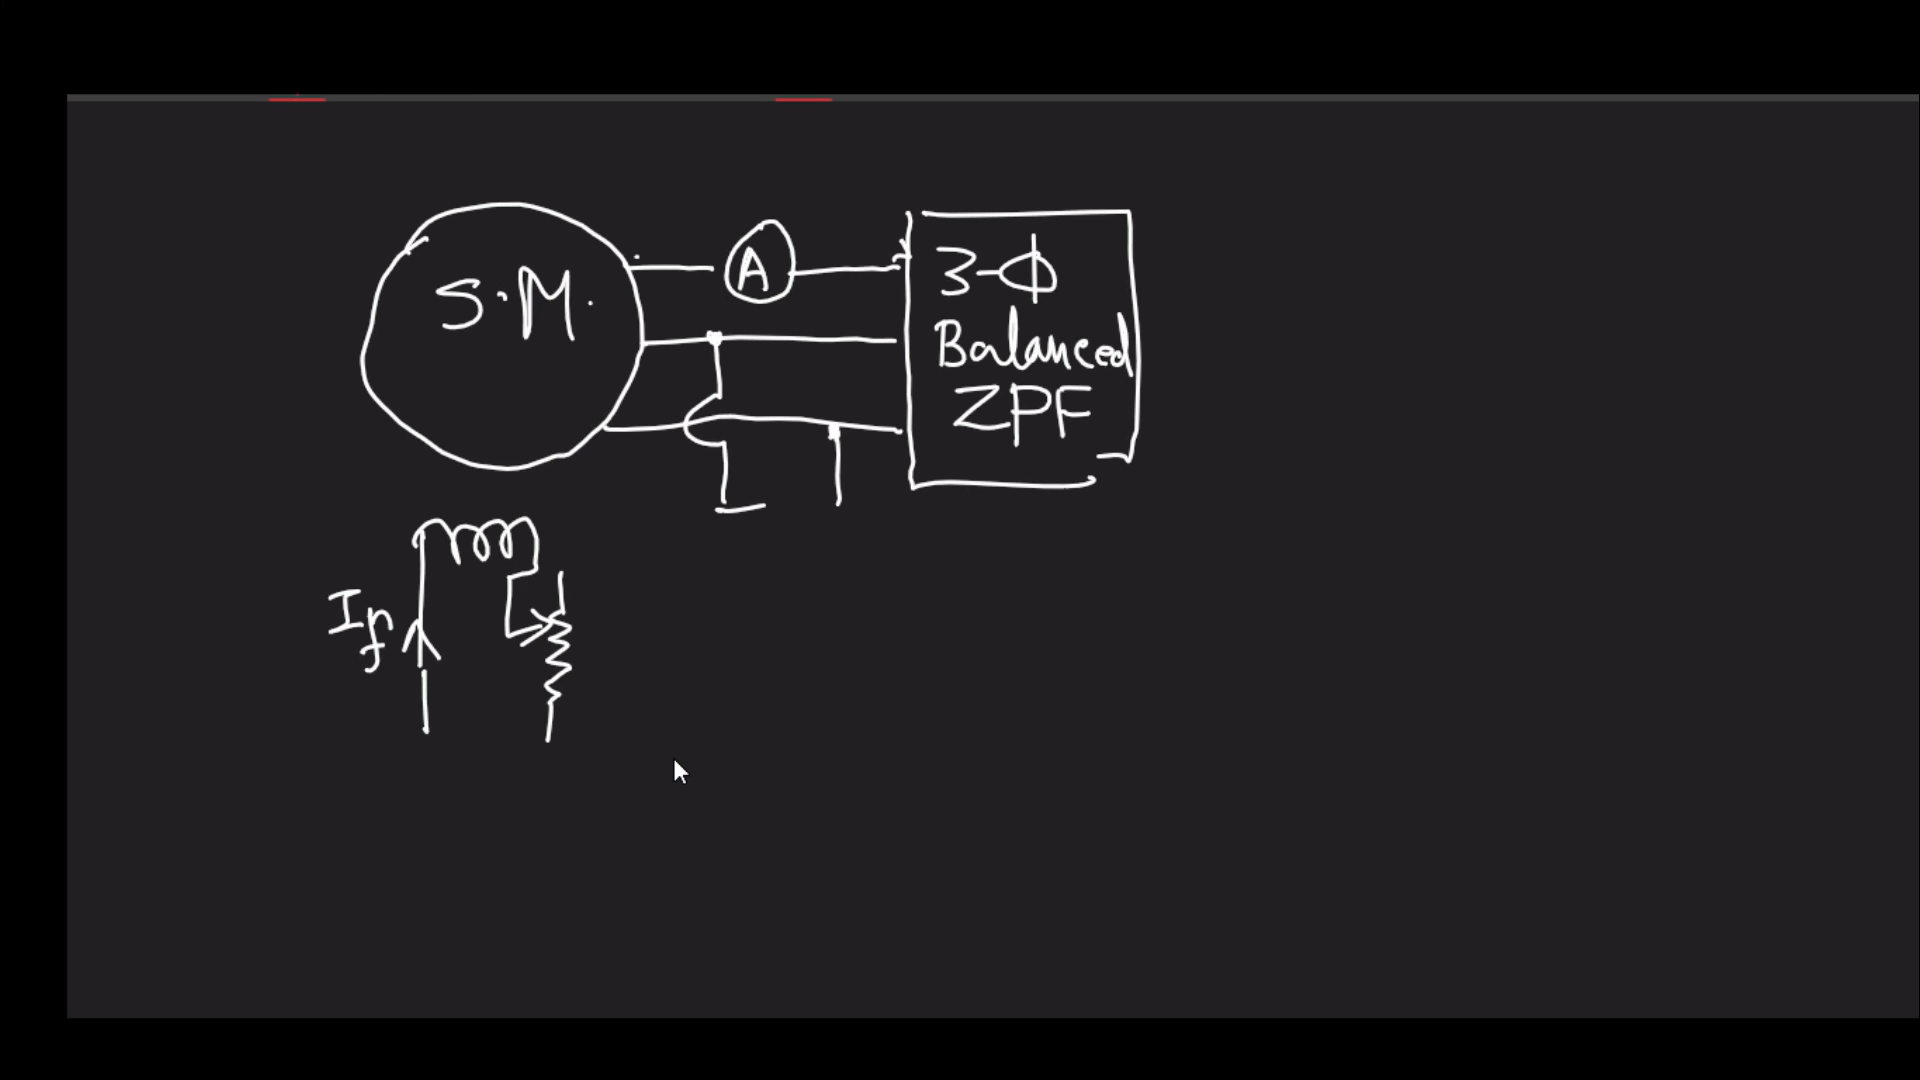 S.M.
A
3-Φ
Balanced
ZPF
If